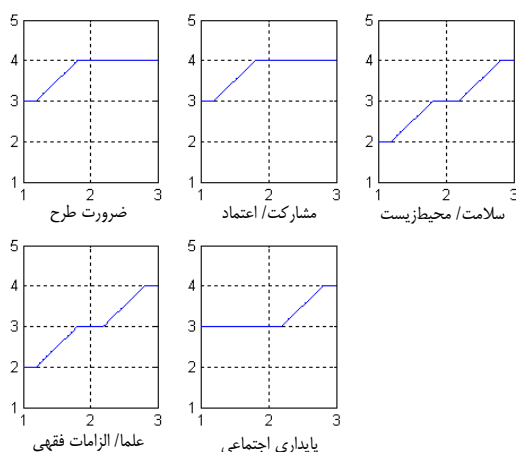 5 5 5
4 4 4
3 3 3
2 2 2
1 1 1
1 2 3 1 2 3 1 2 3
ضرورت طرح
مشارکت/ اعتماد
سلامت/ محیط‌زیست
5 5
4 4
3 3
2 2
1 1
1 2 3 1 2 3
علما/ الزامات فقهی
پایداری اجتماعی